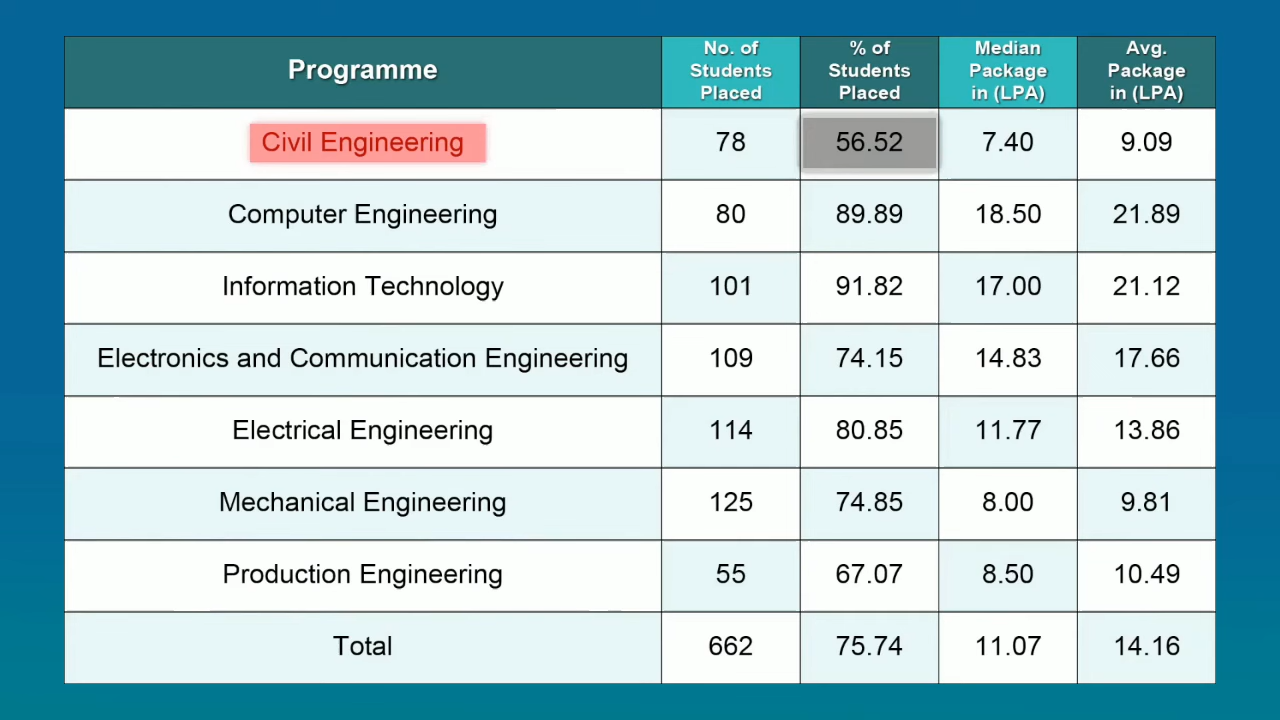 Programme No. of Students Placed % of Students Placed Median Package in (LPA) Avg. Package in (LPA)
Civil Engineering 78 56.52 7.40 9.09
Computer Engineering 80 89.89 18.50 21.89
Information Technology 101 91.82 17.00 21.12
Electronics and Communication Engineering 109 74.15 14.83 17.66
Electrical Engineering 114 80.85 11.77 13.86
Mechanical Engineering 125 74.85 8.00 9.81
Production Engineering 55 67.07 8.50 10.49
Total 662 75.74 11.07 14.16